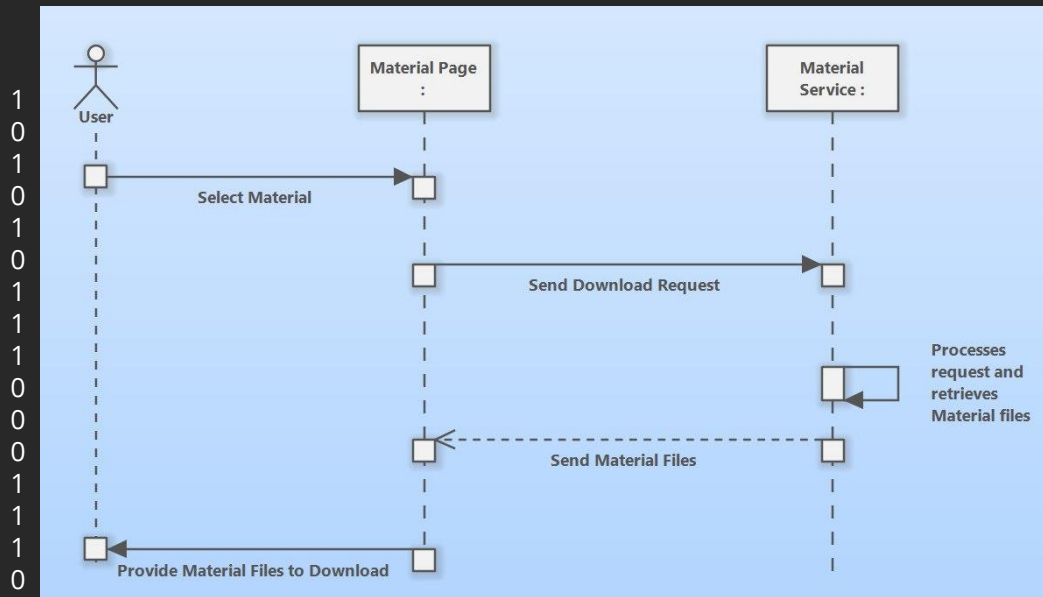 1
0
1
0
1
0
1
1
1
0
0
0
1
1
1
0
User
Material Page
:
Material
Service :
Select Material
Send Download Request
Processes
request and
retrieves
Material files
Send Material Files
Provide Material Files to Download